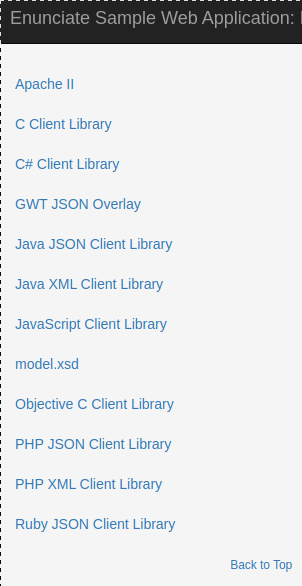 Enunciate Sample Web Application:
Apache II
C Client Library
C# Client Library
GWT JSON Overlay
Java JSON Client Library
Java XML Client Library
JavaScript Client Library
model.xsd
Objective C Client Library
PHP JSON Client Library
PHP XML Client Library
Ruby JSON Client Library
Back to Top